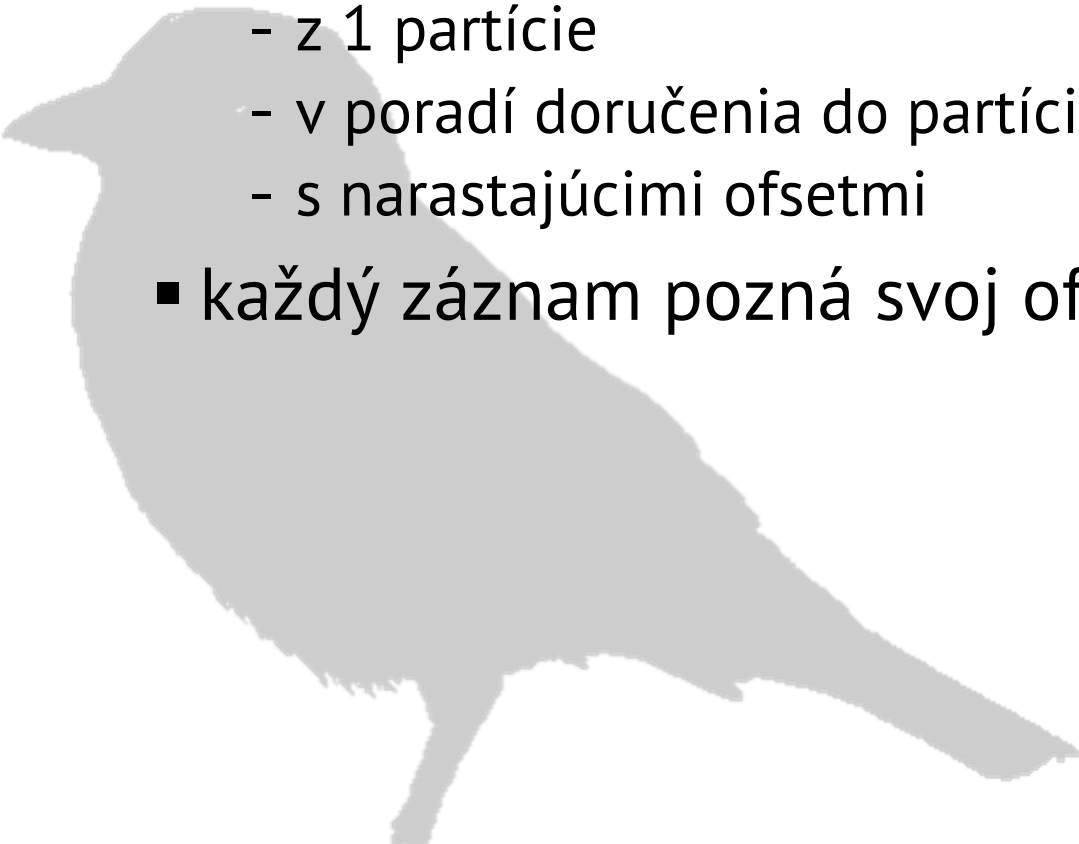 - z 1 partície
- v poradí doručenia do partíci
- s narastajúcimi ofsetmi
▪ každý záznam pozná svoj of